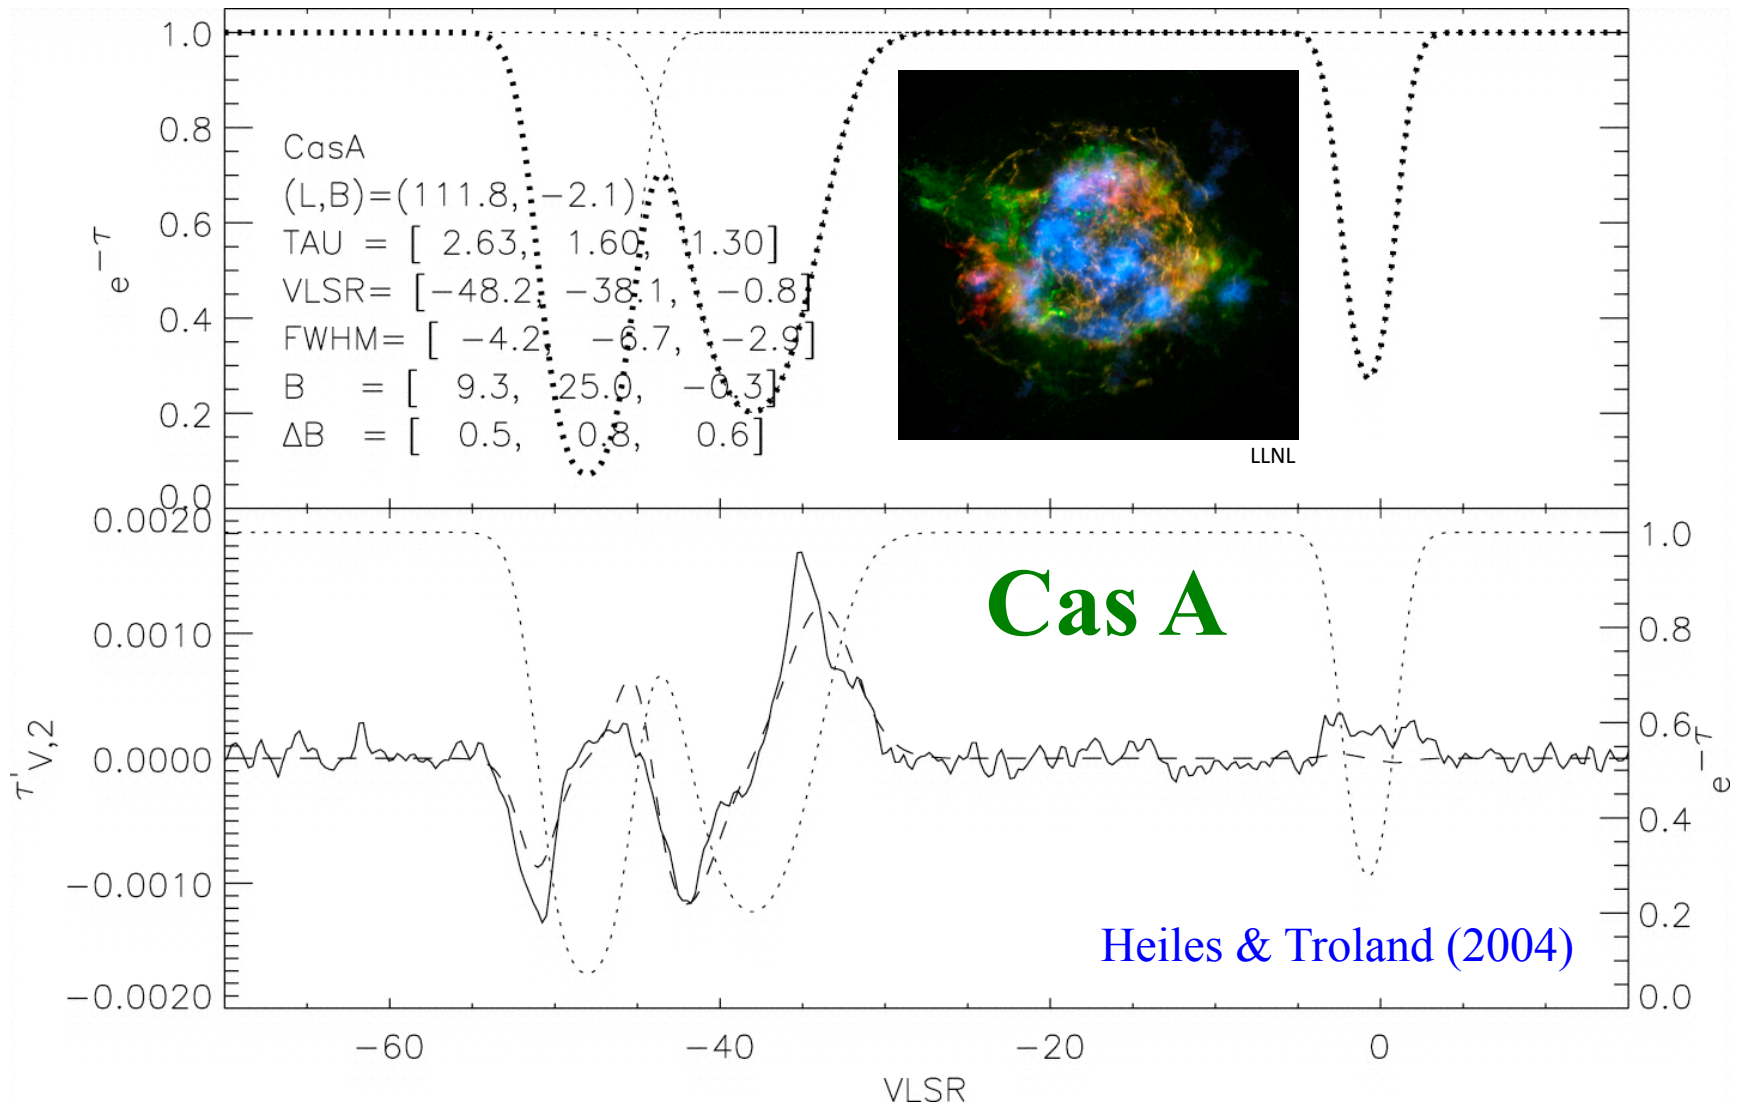 1.0
0.8
0.6
0.4
0.2
0.0
e−τ
CasA
(L,B)=(111.8, −2.1)
TAU = [ 2.63, 1.60, 1.30]
VLSR= [−48.2, −38.1, −0.8]
FWHM= [ −4.2, −6.7, −2.9]
B = [ 9.3, 25.0, −0.3]
ΔB = [ 0.5, 0.8, 0.6]
LLNL
0.0020
0.0010
0.0000
−0.0010
−0.0020
τ'V,2
Cas A
Heiles & Troland (2004)
1.0
0.8
0.6
0.4
0.2
0.0
e−τ
−60 −40 −20 0
VLSR